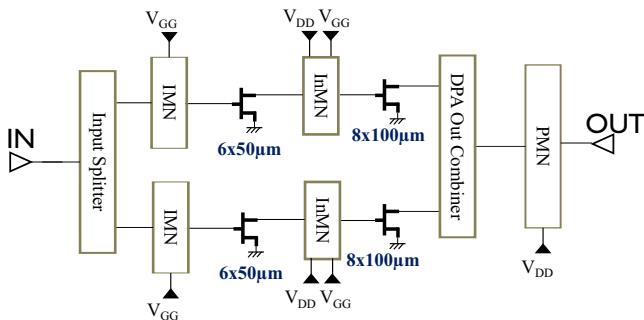 V_GG
V_DD V_GG
IN
Input Splitter
IMN
6x50µm
InMN
8x100µm
DPA Out Combiner
PMN
OUT
IMN
6x50µm
InMN
8x100µm
V_GG
V_DD V_GG
V_DD